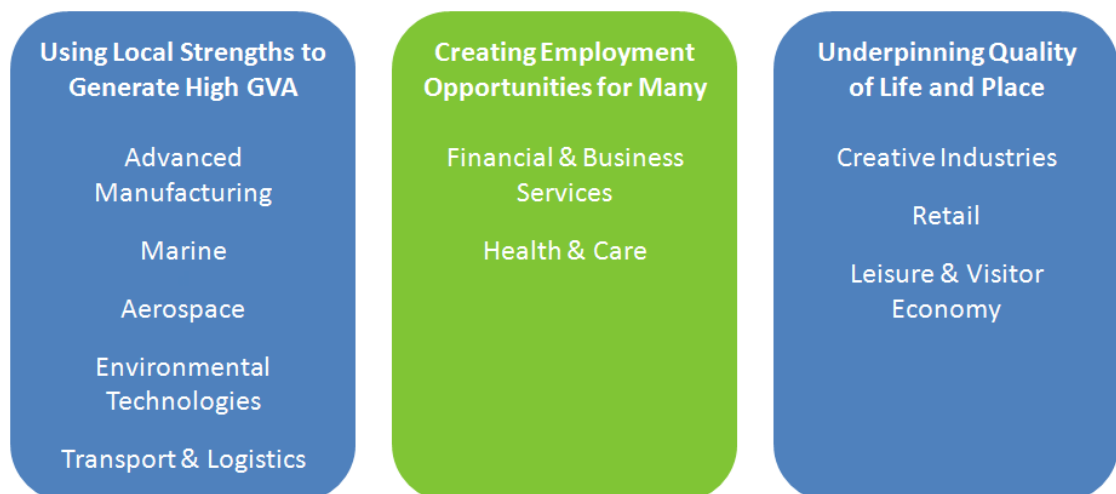 Using Local Strengths to
Generate High GVA
Advanced
Manufacturing
Marine
Aerospace
Environmental
Technologies
Transport & Logistics
Creating Employment
Opportunities for Many
Financial & Business
Services
Health & Care
Underpinning Quality
of Life and Place
Creative Industries
Retail
Leisure & Visitor
Economy